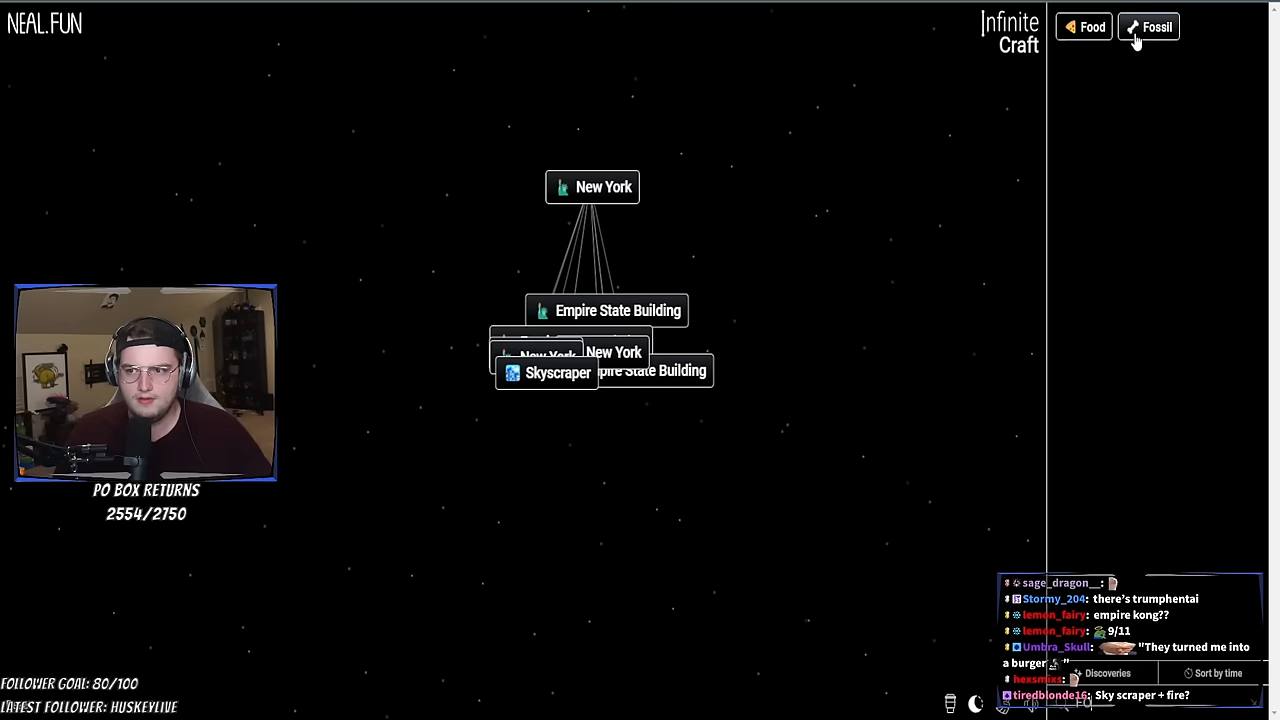 NEAL.FUN
Infinite
Craft
Food
Fossil
New York
Empire State Building
New York
New York
Skyscraper
pire State Building
PO BOX RETURNS
2554/2750
FOLLOWER GOAL: 80/100
LATEST FOLLOWER: HUSKEYLIVE
sage_dragon__:
Stormy_204: there's trumphentai
lemon_fairy: empire kong??
lemon_fairy: 9/11
Umbra_Skull: "They turned me into
a burger "
hexsmixs:
tiredblonde16: Sky scraper + fire?
Discoveries
Sort by time